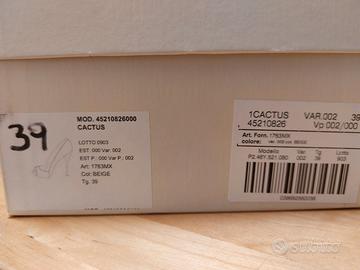 39
MOD. 45210826000
CACTUS
LOTTO 0903
EST .000 Var: 002
EST P.: 000 Var P.: 002
Art.: 1763MX
Col: BEIGE
Tg. 39
1CACTUS VAR.002 39
45210826 Vp 002/000
Art. Forn. 1763MX
colore: BEIGE
Modello Var. Tg. Lotto
002 39 903
subito